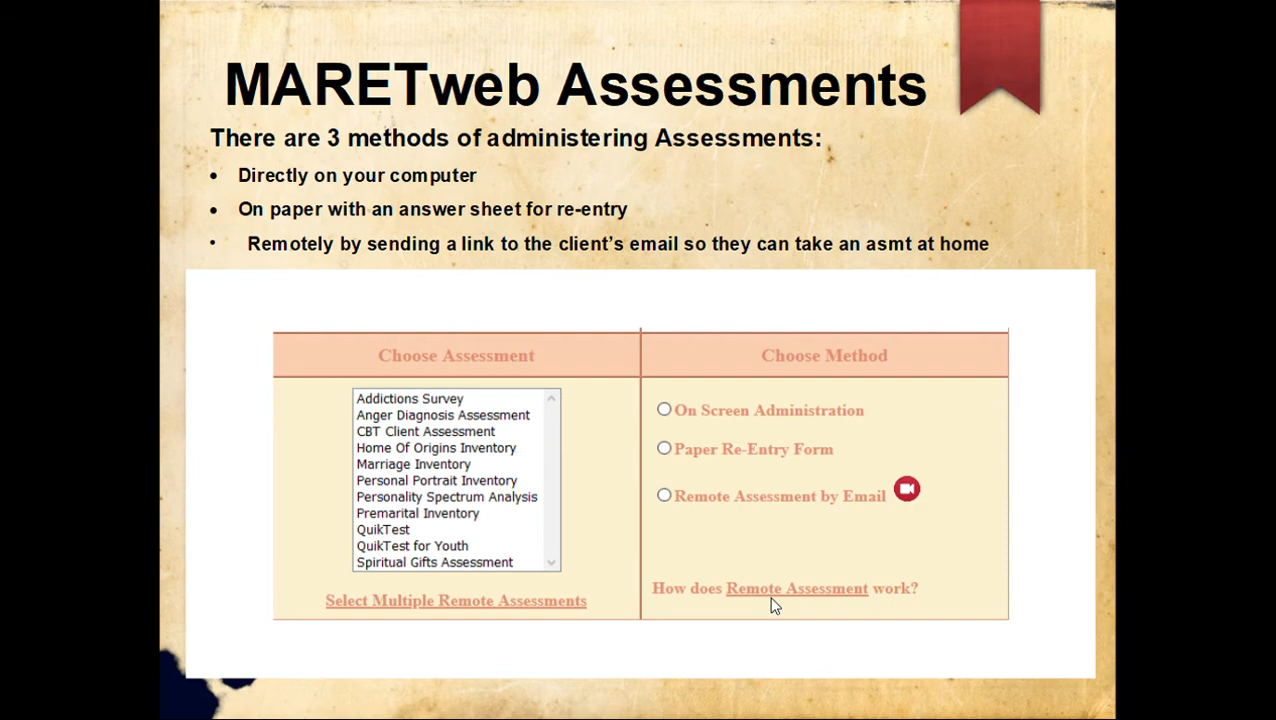 MARETweb Assessments
There are 3 methods of administering Assessments:
• Directly on your computer
• On paper with an answer sheet for re-entry
• Remotely by sending a link to the client’s email so they can take an asmt at home
Choose Assessment
Addictions Survey
Anger Diagnosis Assessment
CBT Client Assessment
Home Of Origins Inventory
Marriage Inventory
Personal Portrait Inventory
Personality Spectrum Analysis
Premarital Inventory
QuikTest
QuikTest for Youth
Spiritual Gifts Assessment
Select Multiple Remote Assessments
Choose Method
On Screen Administration
Paper Re-Entry Form
Remote Assessment by Email
How does Remote Assessment work?